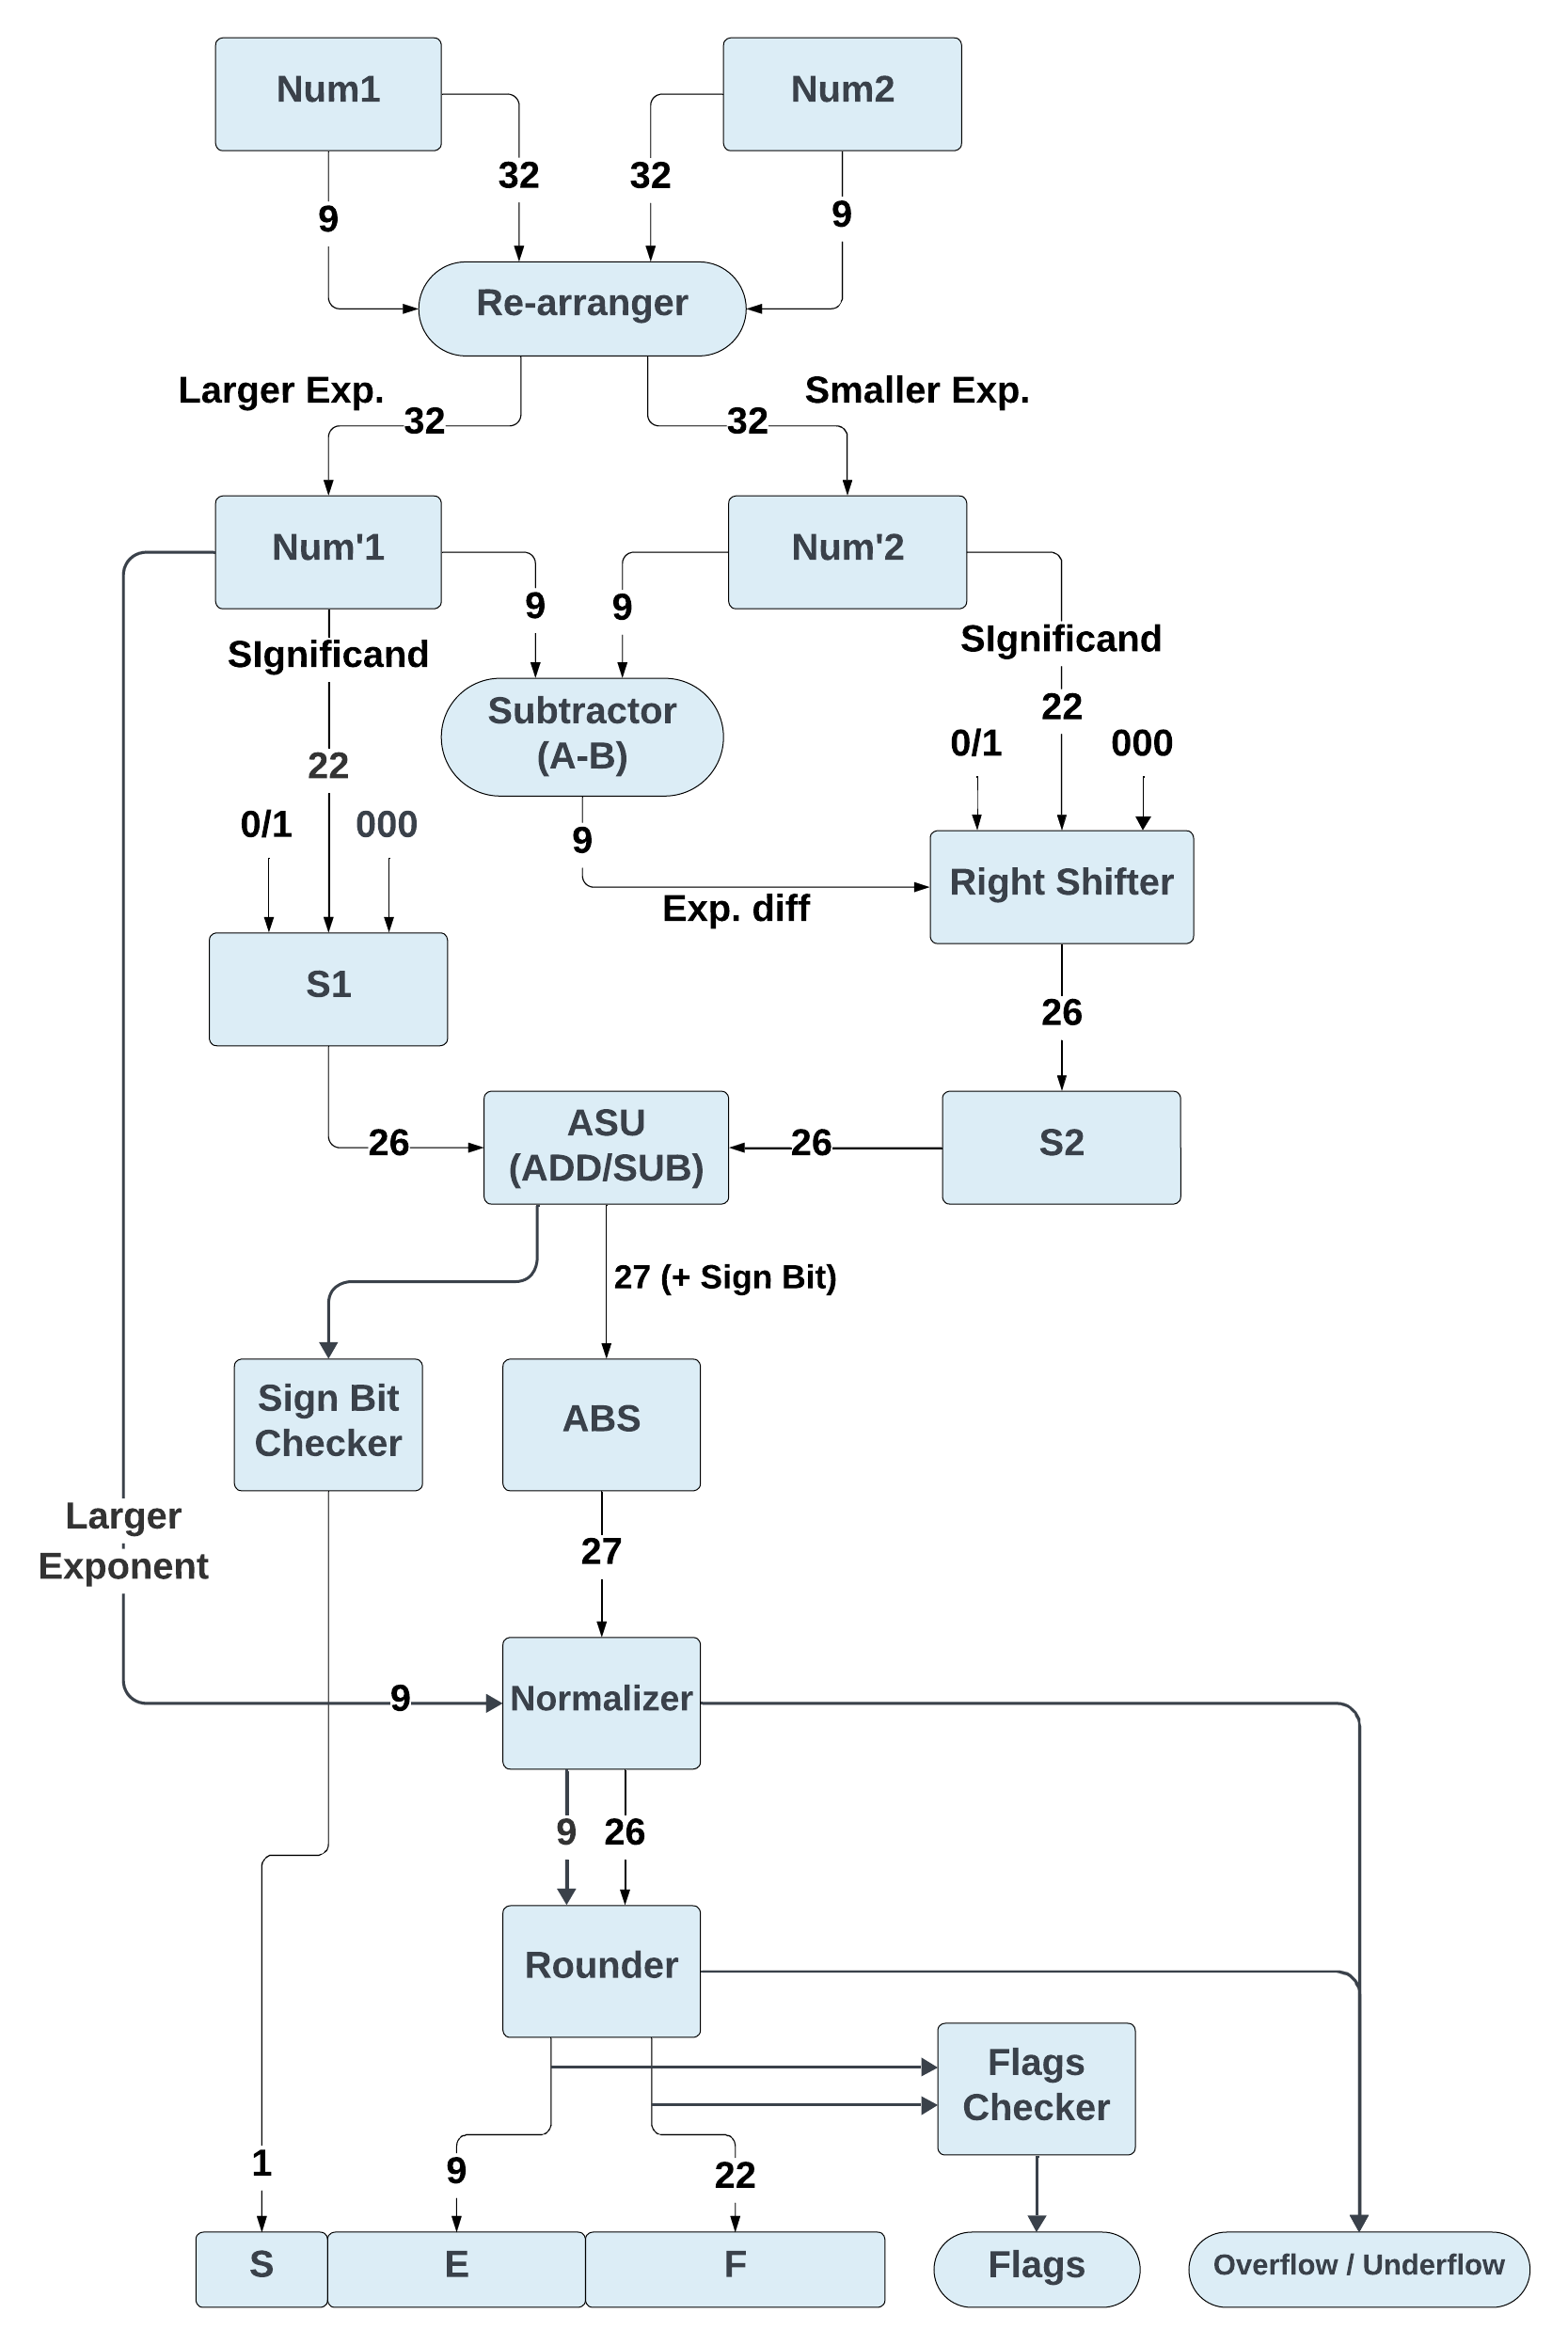 Num1
Num2
32
32
9
9
Re-arranger
Larger Exp.
Smaller Exp.
32
32
Num'1
Num'2
9
9
SIgnificand
SIgnificand
Subtractor
(A-B)
22
22
0/1
000
0/1
000
9
Right Shifter
Exp. diff
S1
26
ASU
(ADD/SUB)
26
26
S2
27 (+ Sign Bit)
Sign Bit
Checker
ABS
Larger
Exponent
27
9
Normalizer
9
26
Rounder
Flags
Checker
1
9
22
S
E
F
Flags
Overflow / Underflow